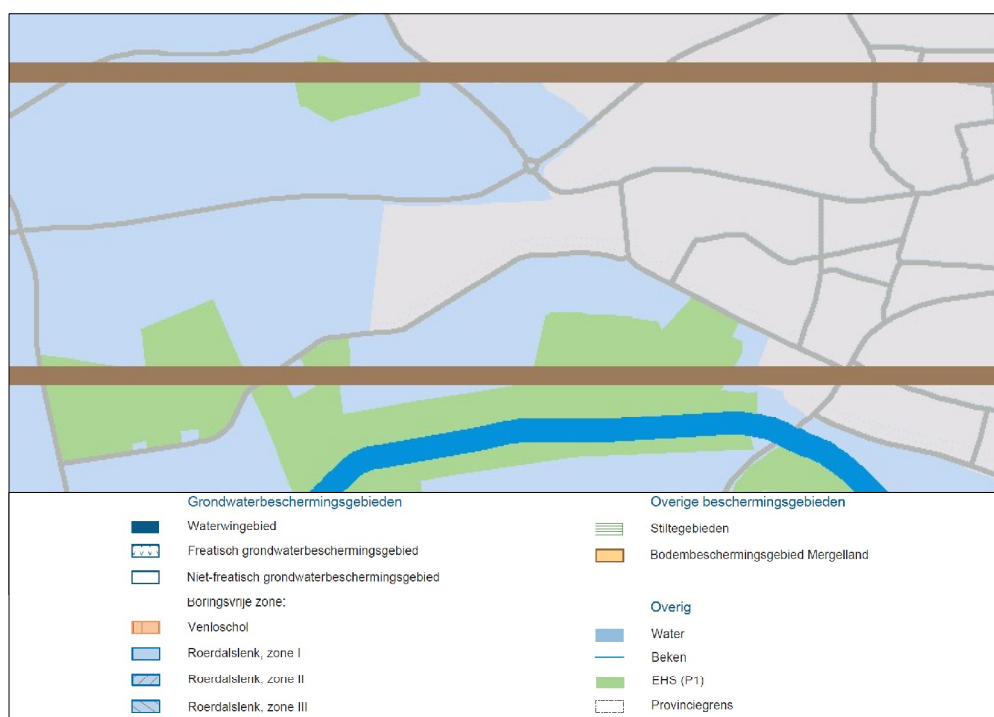 Grondwaterbeschermingsgebieden
Waterwingebied
Freatisch grondwaterbeschermingsgebied
Niet-freatisch grondwaterbeschermingsgebied
Boringsvrije zone:
Venloschol
Roerdalslenk, zone I
Roerdalslenk, zone II
Roerdalslenk, zone III
Overige beschermingsgebieden
Stiltegebieden
Bodembeschermingsgebied Mergelland
Overig
Water
Beken
EHS (P1)
Provinciegrens